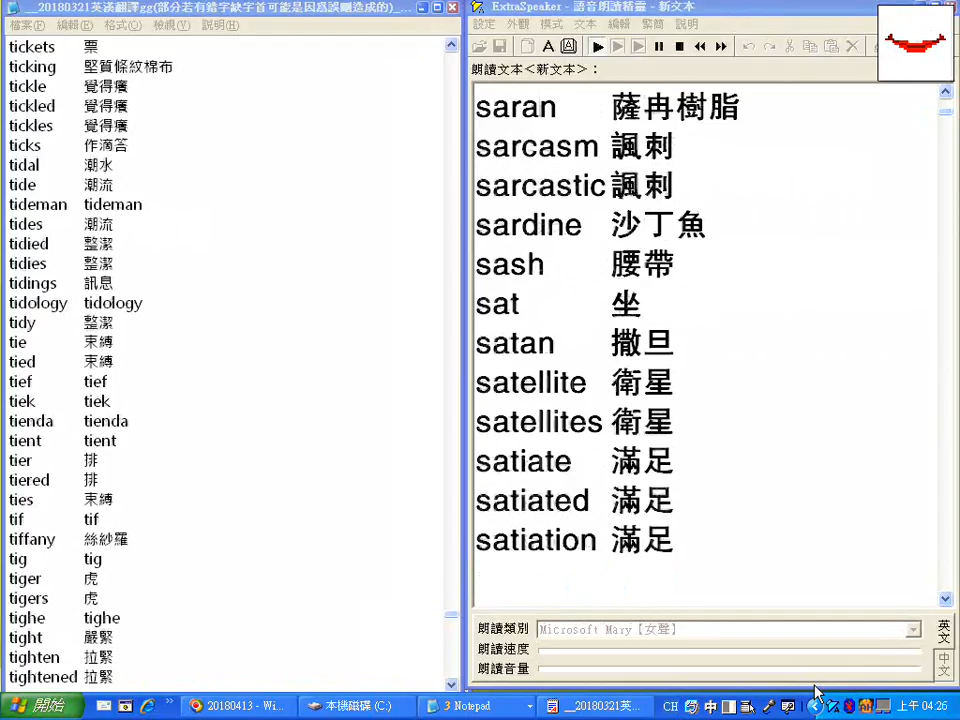 __20180321英漢翻譯gg(部分若有錯字缺字首可能是因爲誤刪造成的)_...
檔案(F) 編輯(E) 格式(O) 檢視(V) 說明(H)
tickets 票
ticking 堅質條紋棉布
tickle 覺得癢
tickled 覺得癢
tickles 覺得癢
ticks 作滴答
tidal 潮水
tide 潮流
tideman tideman
tides 潮流
tidied 整潔
tidies 整潔
tidings 訊息
tidology tidology
tidy 整潔
tie 束縛
tied 束縛
tief tief
tiek tiek
tienda tienda
tient tient
tier 排
tiered 排
ties 束縛
tif tif
tiffany 絲紗羅
tig tig
tiger 虎
tigers 虎
tighe tighe
tight 嚴緊
tighten 拉緊
tightened 拉緊
ExtraSpeaker - 語音朗讀精靈 - 新文本
設定 外觀 模式 文本 編輯 繁簡 說明
朗讀文本<新文本>：
saran 薩冉樹脂
sarcasm 諷刺
sarcastic 諷刺
sardine 沙丁魚
sash 腰帶
sat 坐
satan 撒旦
satellite 衛星
satellites 衛星
satiate 滿足
satiated 滿足
satiation 滿足
朗讀類別 Microsoft Mary【女聲】
朗讀速度
朗讀音量
英文
中文
開始 20180413 - Wi... 本機磁碟 (C:) 3 Notepad __20180321英... CH 中 上午 04:26